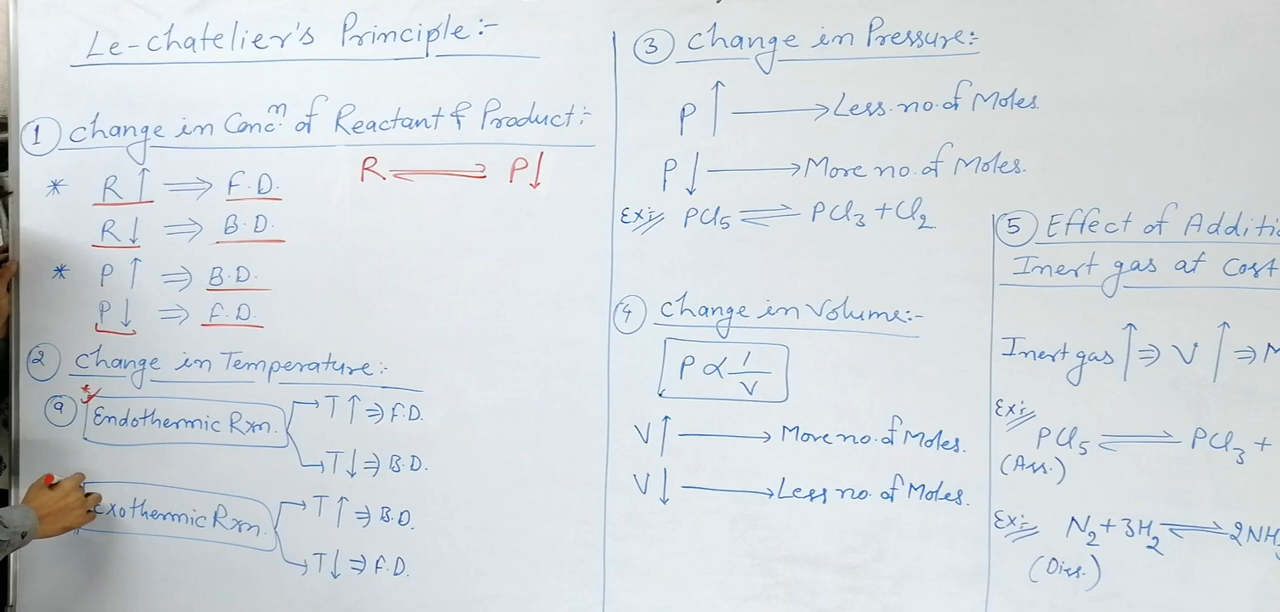 Le-chatelier's Principle:-
① Change in Concⁿ. of Reactant & Product:-
R ⇌ P↓
* R↑ ⇒ F.D.
R↓ ⇒ B.D.
* P↑ ⇒ B.D.
P↓ ⇒ F.D.
② Change in Temperature:-
ⓐ Endothermic Rxn.
T↑ ⇒ F.D.
T↓ ⇒ B.D.
Exothermic Rxn.
T↑ ⇒ B.D.
T↓ ⇒ F.D.
③ Change in Pressure:-
P↑ → Less. no. of Moles.
P↓ → More no. of Moles.
Ex:- PCl₅ ⇌ PCl₃ + Cl₂
④ Change in Volume:-
P ∝ 1/V
V↑ → More no. of Moles.
V↓ → Less no. of Moles.
⑤ Effect of Additi
Inert gas at Cost
Inert gas ↑ ⇒ V ↑ ⇒ M
Ex:-
PCl₅ ⇌ PCl₃ +
(Ass.)
Ex:- N₂ + 3H₂ ⇌ 2NH₃
(Diss.)